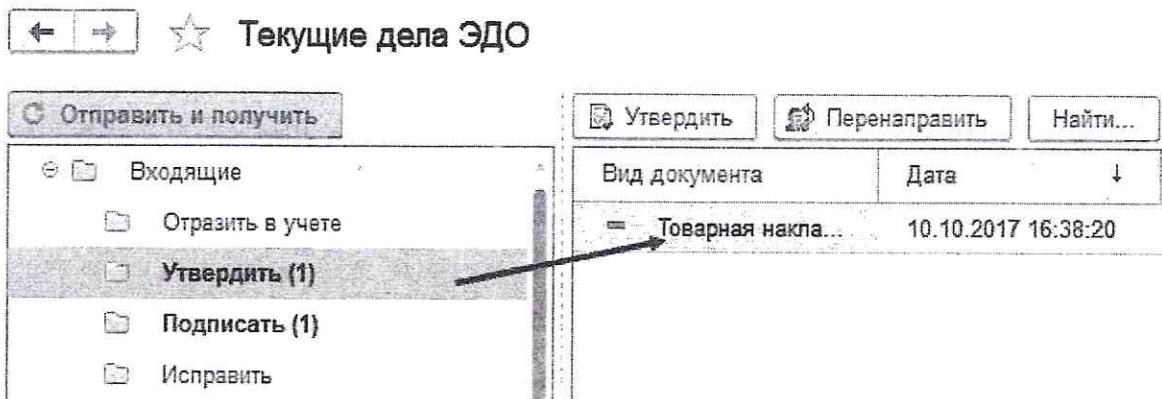 Текущие дела ЭДО
Отправить и получить
Утвердить Перенаправить Найти...
Входящие
Отразить в учете
Утвердить (1)
Подписать (1)
Исправить
Вид документа Дата ↓
Товарная накла... 10.10.2017 16:38:20